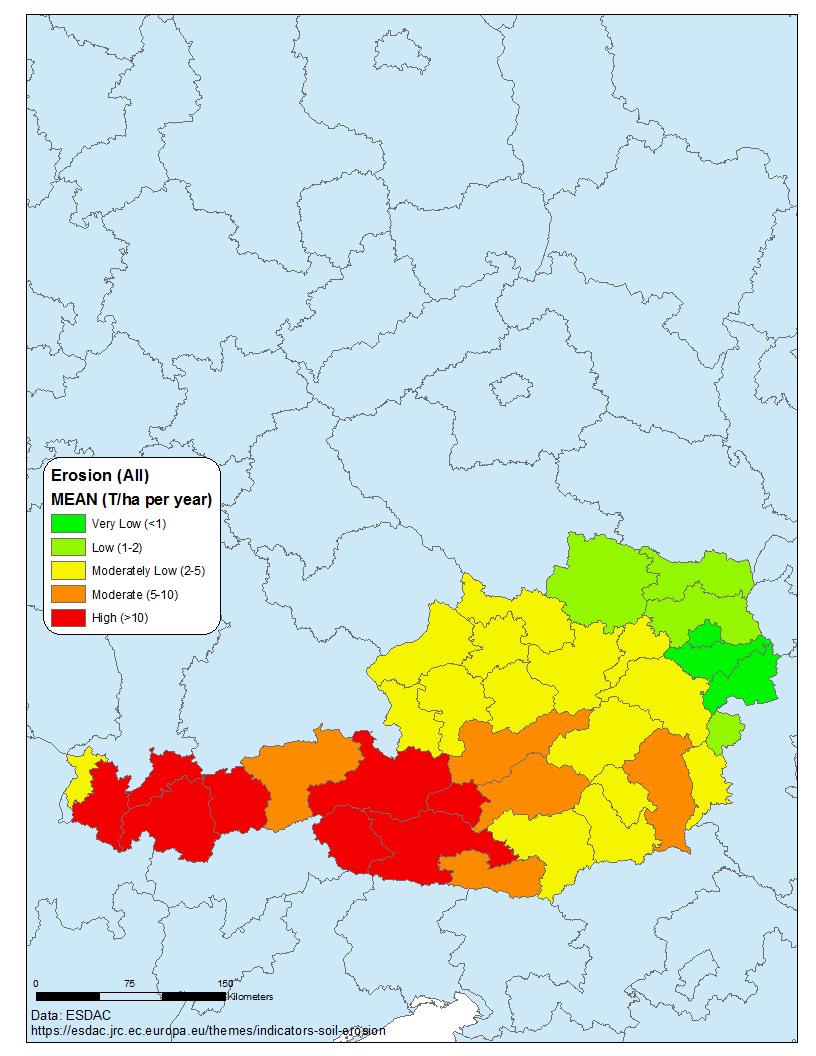 Erosion (All)
MEAN (T/ha per year)
Very Low (<1)
Low (1-2)
Moderately Low (2-5)
Moderate (5-10)
High (>10)
0 75 150
Kilometers
Data: ESDAC
https://esdac.jrc.ec.europa.eu/themes/indicators-soil-erosion